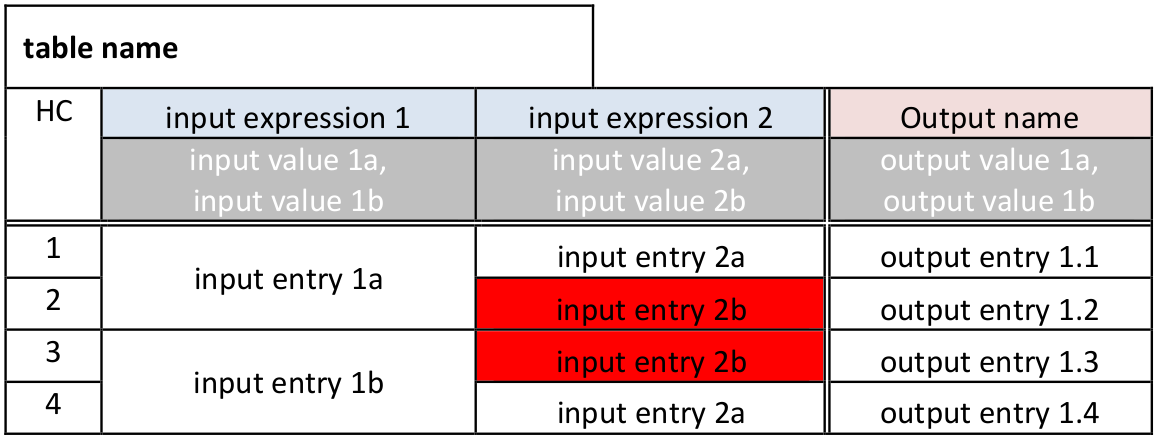 table name
HC input expression 1 input expression 2 Output name
input value 1a, input value 2a, output value 1a,
input value 1b input value 2b output value 1b
1 input entry 2a output entry 1.1
input entry 1a
2 input entry 2b output entry 1.2
3 input entry 2b output entry 1.3
input entry 1b
4 input entry 2a output entry 1.4